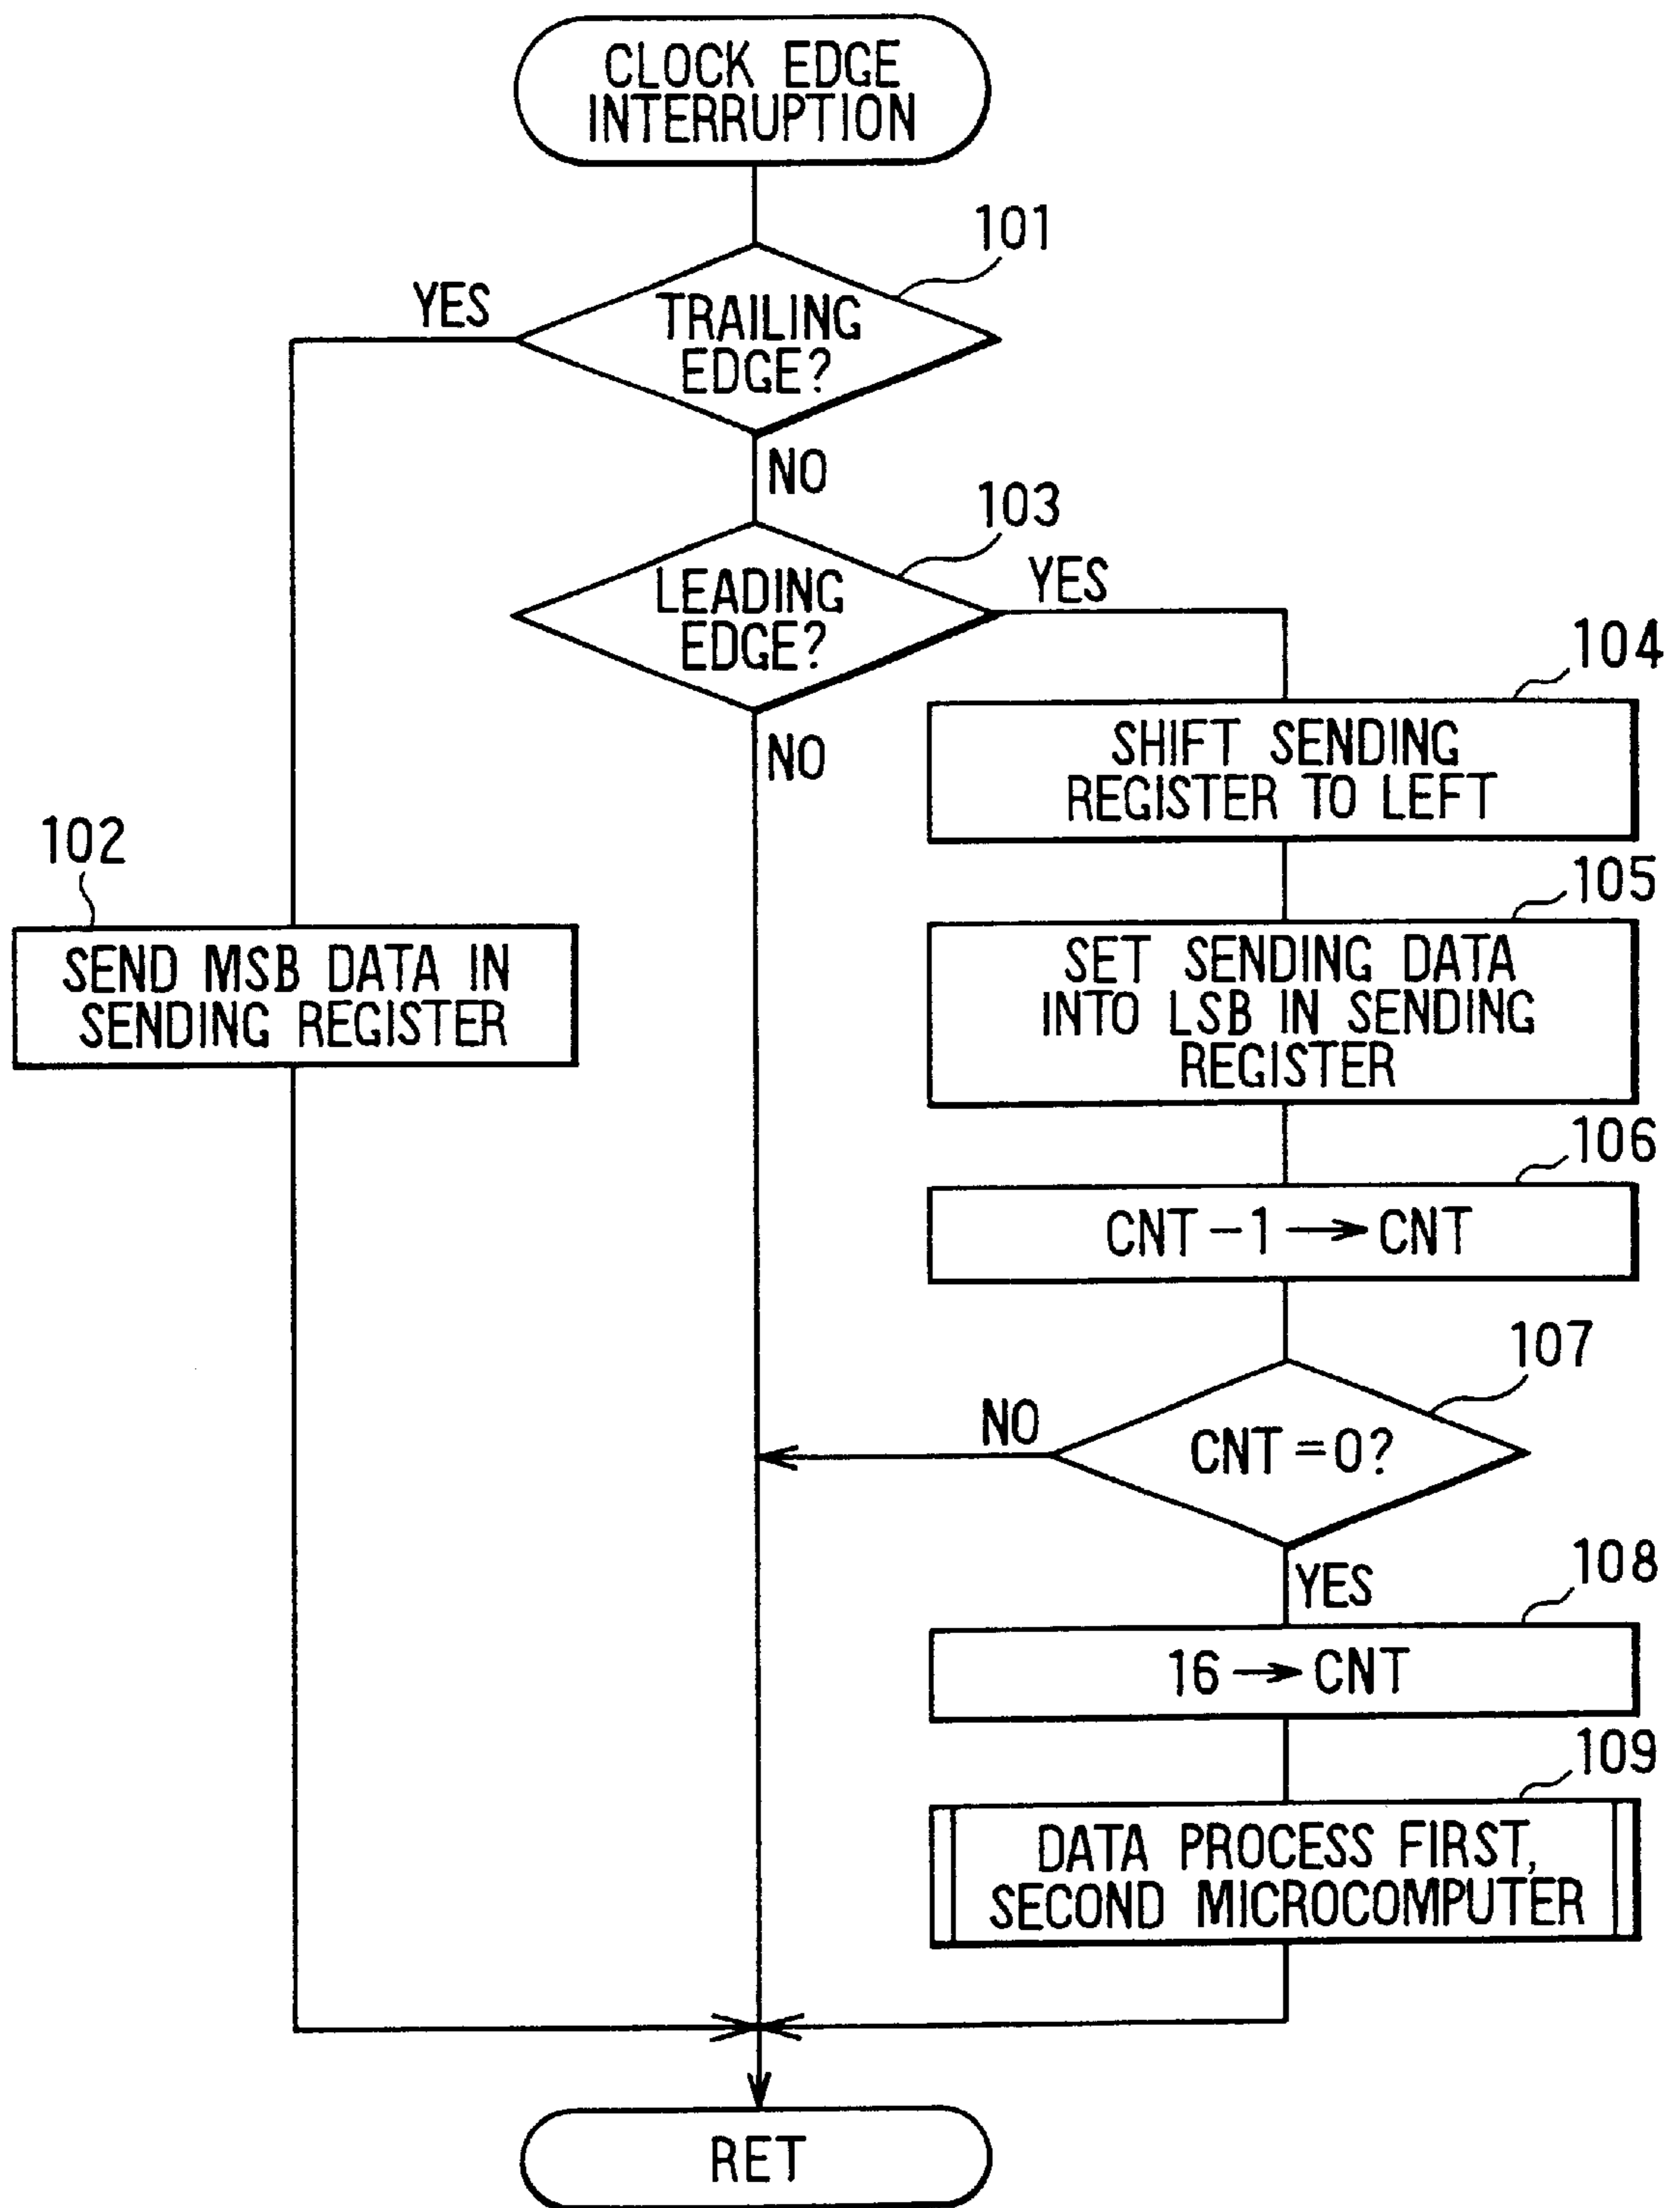 CLOCK EDGE
INTERRUPTION
101
YES
TRAILING
EDGE?
NO
103
LEADING
EDGE?
YES
NO
104
SHIFT SENDING
REGISTER TO LEFT
102
SEND MSB DATA IN
SENDING REGISTER
105
SET SENDING DATA
INTO LSB IN SENDING
REGISTER
106
CNT - 1 → CNT
107
NO
CNT = 0?
YES
108
16 → CNT
109
DATA PROCESS FIRST,
SECOND MICROCOMPUTER
RET